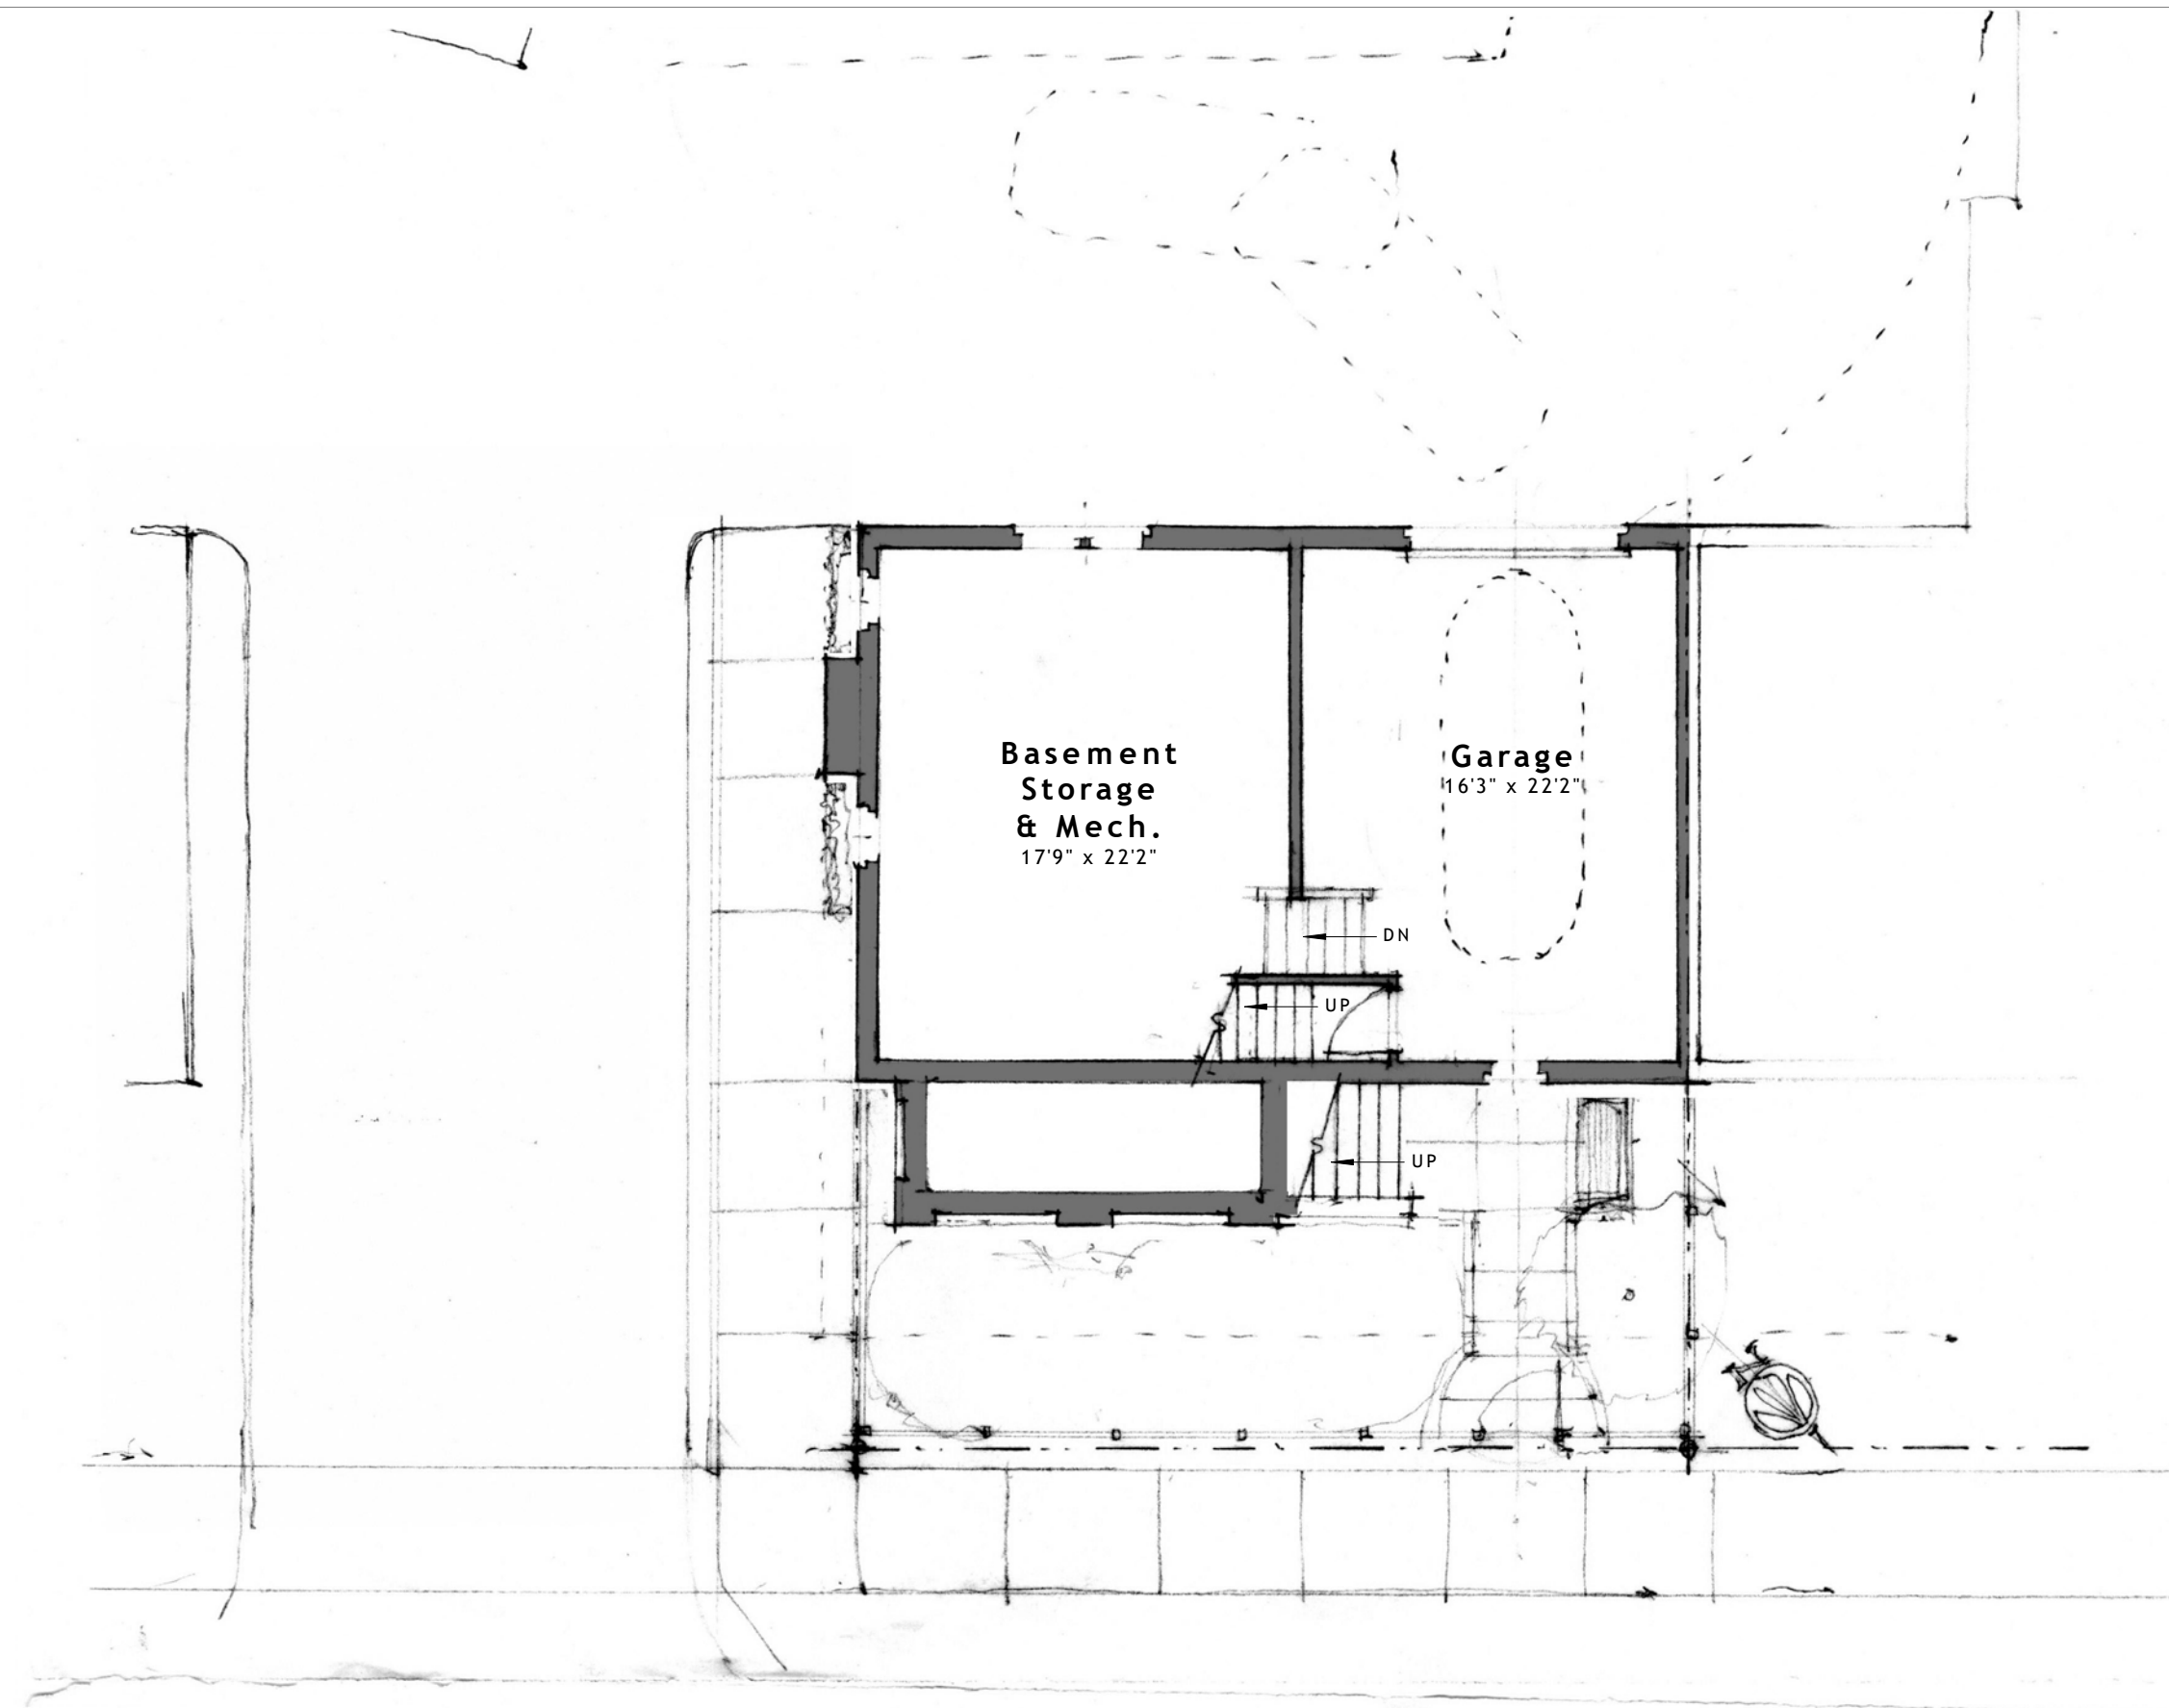 Basement
Storage
& Mech.
17'9" x 22'2"
Garage
16'3" x 22'2"
DN
UP
UP